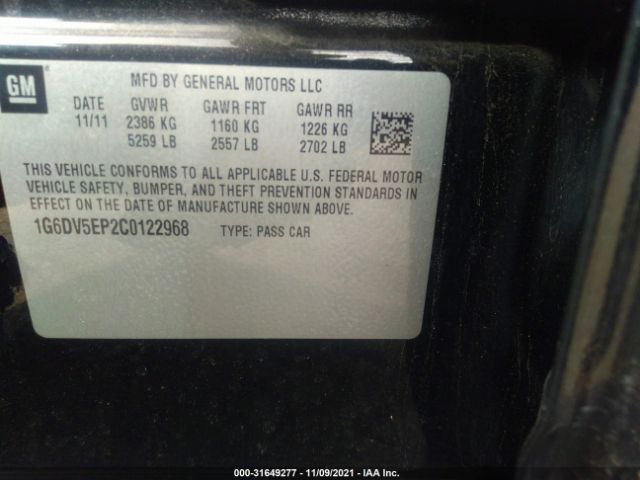 GM
MFD BY GENERAL MOTORS LLC
DATE GVWR GAWR FRT GAWR RR
11/11 2386 KG 1160 KG 1226 KG
5259 LB 2557 LB 2702 LB
THIS VEHICLE CONFORMS TO ALL APPLICABLE U.S. FEDERAL MOTOR
VEHICLE SAFETY, BUMPER, AND THEFT PREVENTION STANDARDS IN
EFFECT ON THE DATE OF MANUFACTURE SHOWN ABOVE.
1G6DV5EP2C0122968 TYPE: PASS CAR
000-31649277 - 11/09/2021 - IAA Inc.